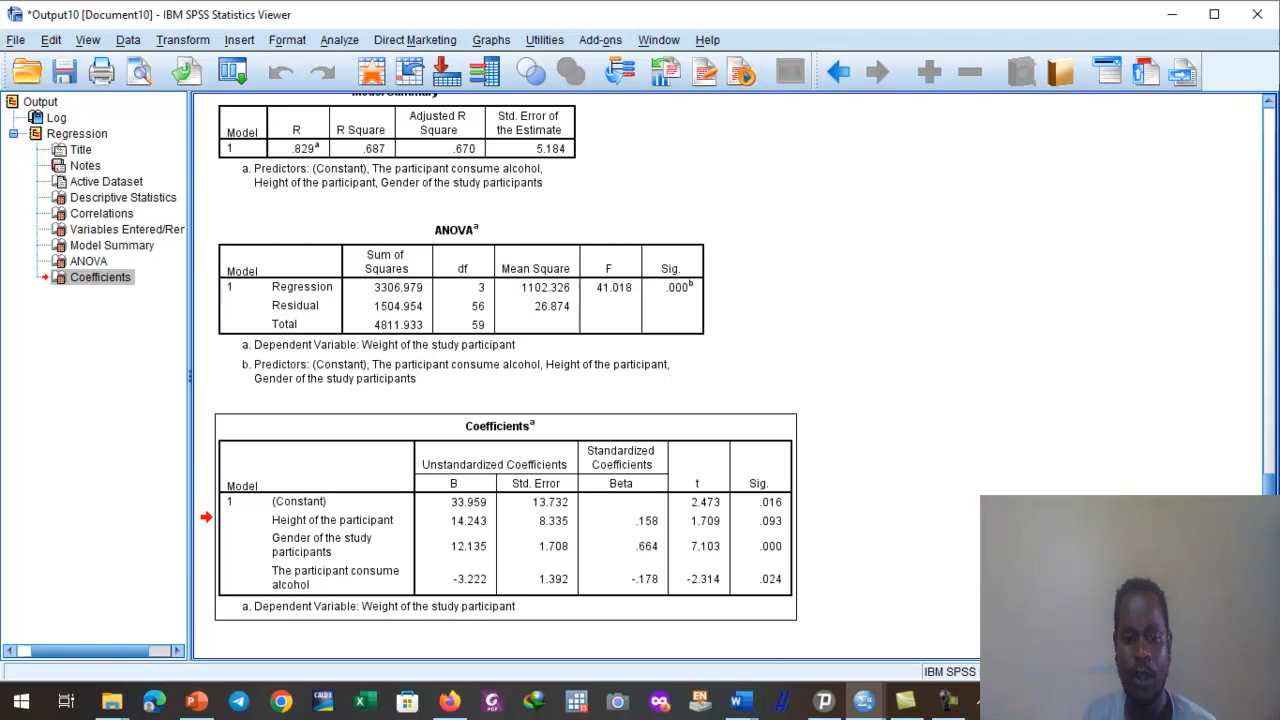 *Output10 [Document10] - IBM SPSS Statistics Viewer
File Edit View Data Transform Insert Format Analyze Direct Marketing Graphs Utilities Add-ons Window Help
Output
Log
Regression
Title
Notes
Active Dataset
Descriptive Statistics
Correlations
Variables Entered/Rer
Model Summary
ANOVA
Coefficients
Model Summary
Model R R Square Adjusted R Square Std. Error of the Estimate
1 .829a .687 .670 5.184
a. Predictors: (Constant), The participant consume alcohol,
Height of the participant, Gender of the study participants
ANOVAa
Model Sum of Squares df Mean Square F Sig.
1 Regression 3306.979 3 1102.326 41.018 .000b
Residual 1504.954 56 26.874
Total 4811.933 59
a. Dependent Variable: Weight of the study participant
b. Predictors: (Constant), The participant consume alcohol, Height of the participant,
Gender of the study participants
Coefficientsa
Unstandardized Coefficients Standardized Coefficients
Model B Std. Error Beta t Sig.
1 (Constant) 33.959 13.732 2.473 .016
Height of the participant 14.243 8.335 .158 1.709 .093
Gender of the study participants 12.135 1.708 .664 7.103 .000
The participant consume alcohol -3.222 1.392 -.178 -2.314 .024
a. Dependent Variable: Weight of the study participant
IBM SPSS